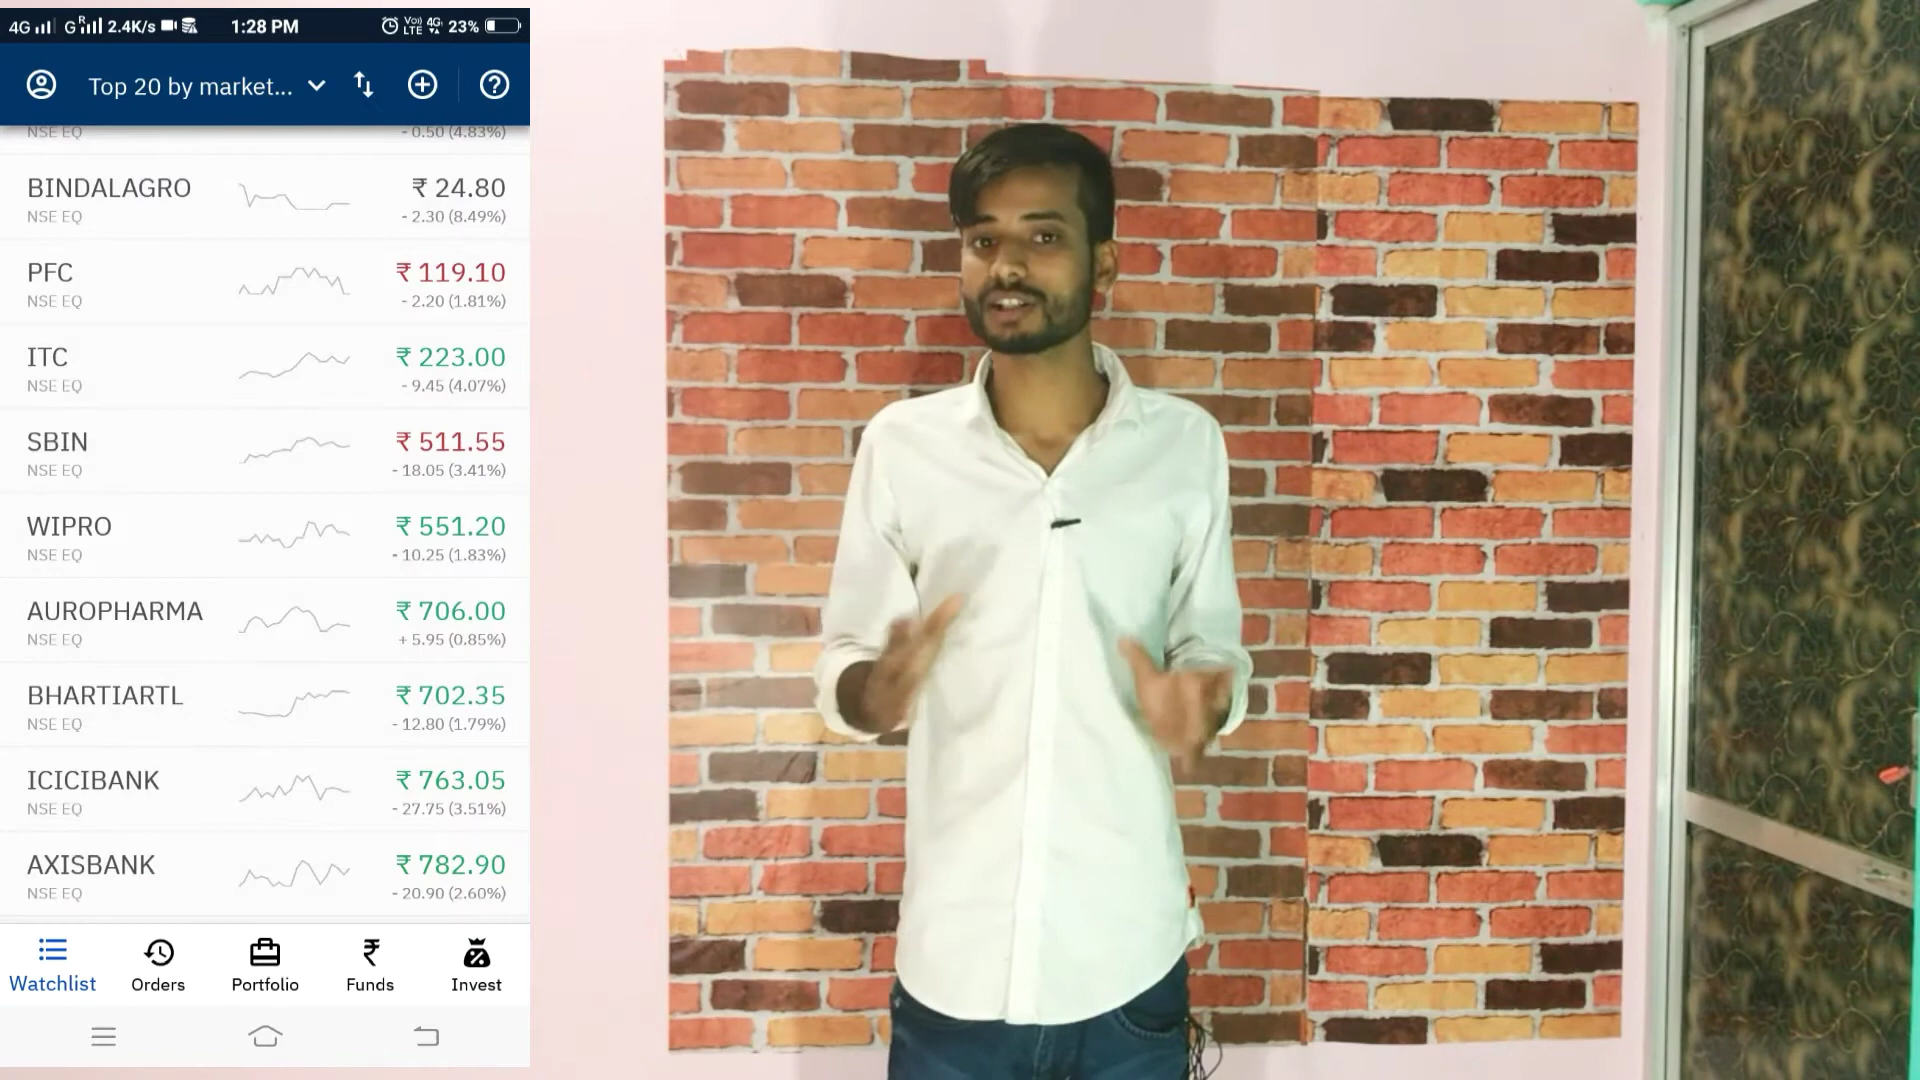 4G G R 2.4K/s 1:28 PM Vo) LTE 4G 23%
Top 20 by market...
NSE EQ - 0.50 (4.83%)
BINDALAGRO ₹ 24.80
NSE EQ - 2.30 (8.49%)
PFC ₹ 119.10
NSE EQ - 2.20 (1.81%)
ITC ₹ 223.00
NSE EQ - 9.45 (4.07%)
SBIN ₹ 511.55
NSE EQ - 18.05 (3.41%)
WIPRO ₹ 551.20
NSE EQ - 10.25 (1.83%)
AUROPHARMA ₹ 706.00
NSE EQ + 5.95 (0.85%)
BHARTIARTL ₹ 702.35
NSE EQ - 12.80 (1.79%)
ICICIBANK ₹ 763.05
NSE EQ - 27.75 (3.51%)
AXISBANK ₹ 782.90
NSE EQ - 20.90 (2.60%)
Watchlist Orders Portfolio Funds Invest